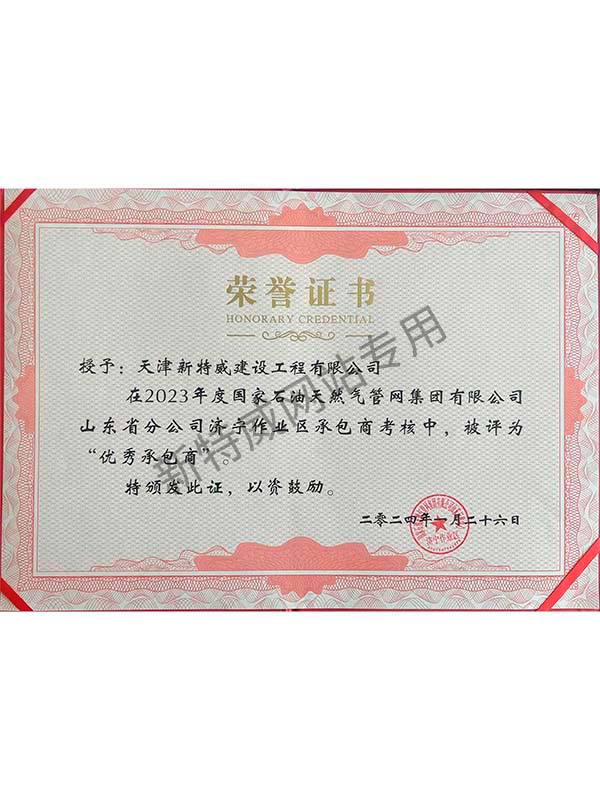 荣誉证书
HONORARY CREDENTIAL
授予：天津新特威建设工程有限公司
在2023年度国家石油天然气管网集团有限公司
山东省分公司济宁作业区承包商考核中，被评为
“优秀承包商”。
特颁发此证，以资鼓励。
二零二四年一月二十六日
济宁作业区
新特威网站专用